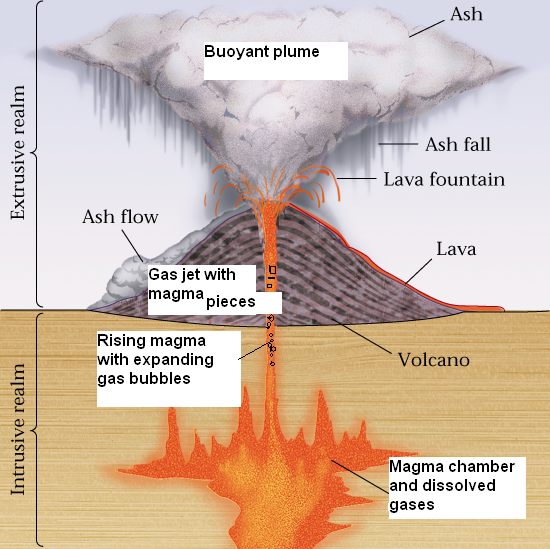 Ash
Buoyant plume
Extrusive realm
Ash fall
Lava fountain
Ash flow
Lava
Gas jet with
magma pieces
Rising magma
with expanding
gas bubbles
Volcano
Intrusive realm
Magma chamber
and dissolved
gases